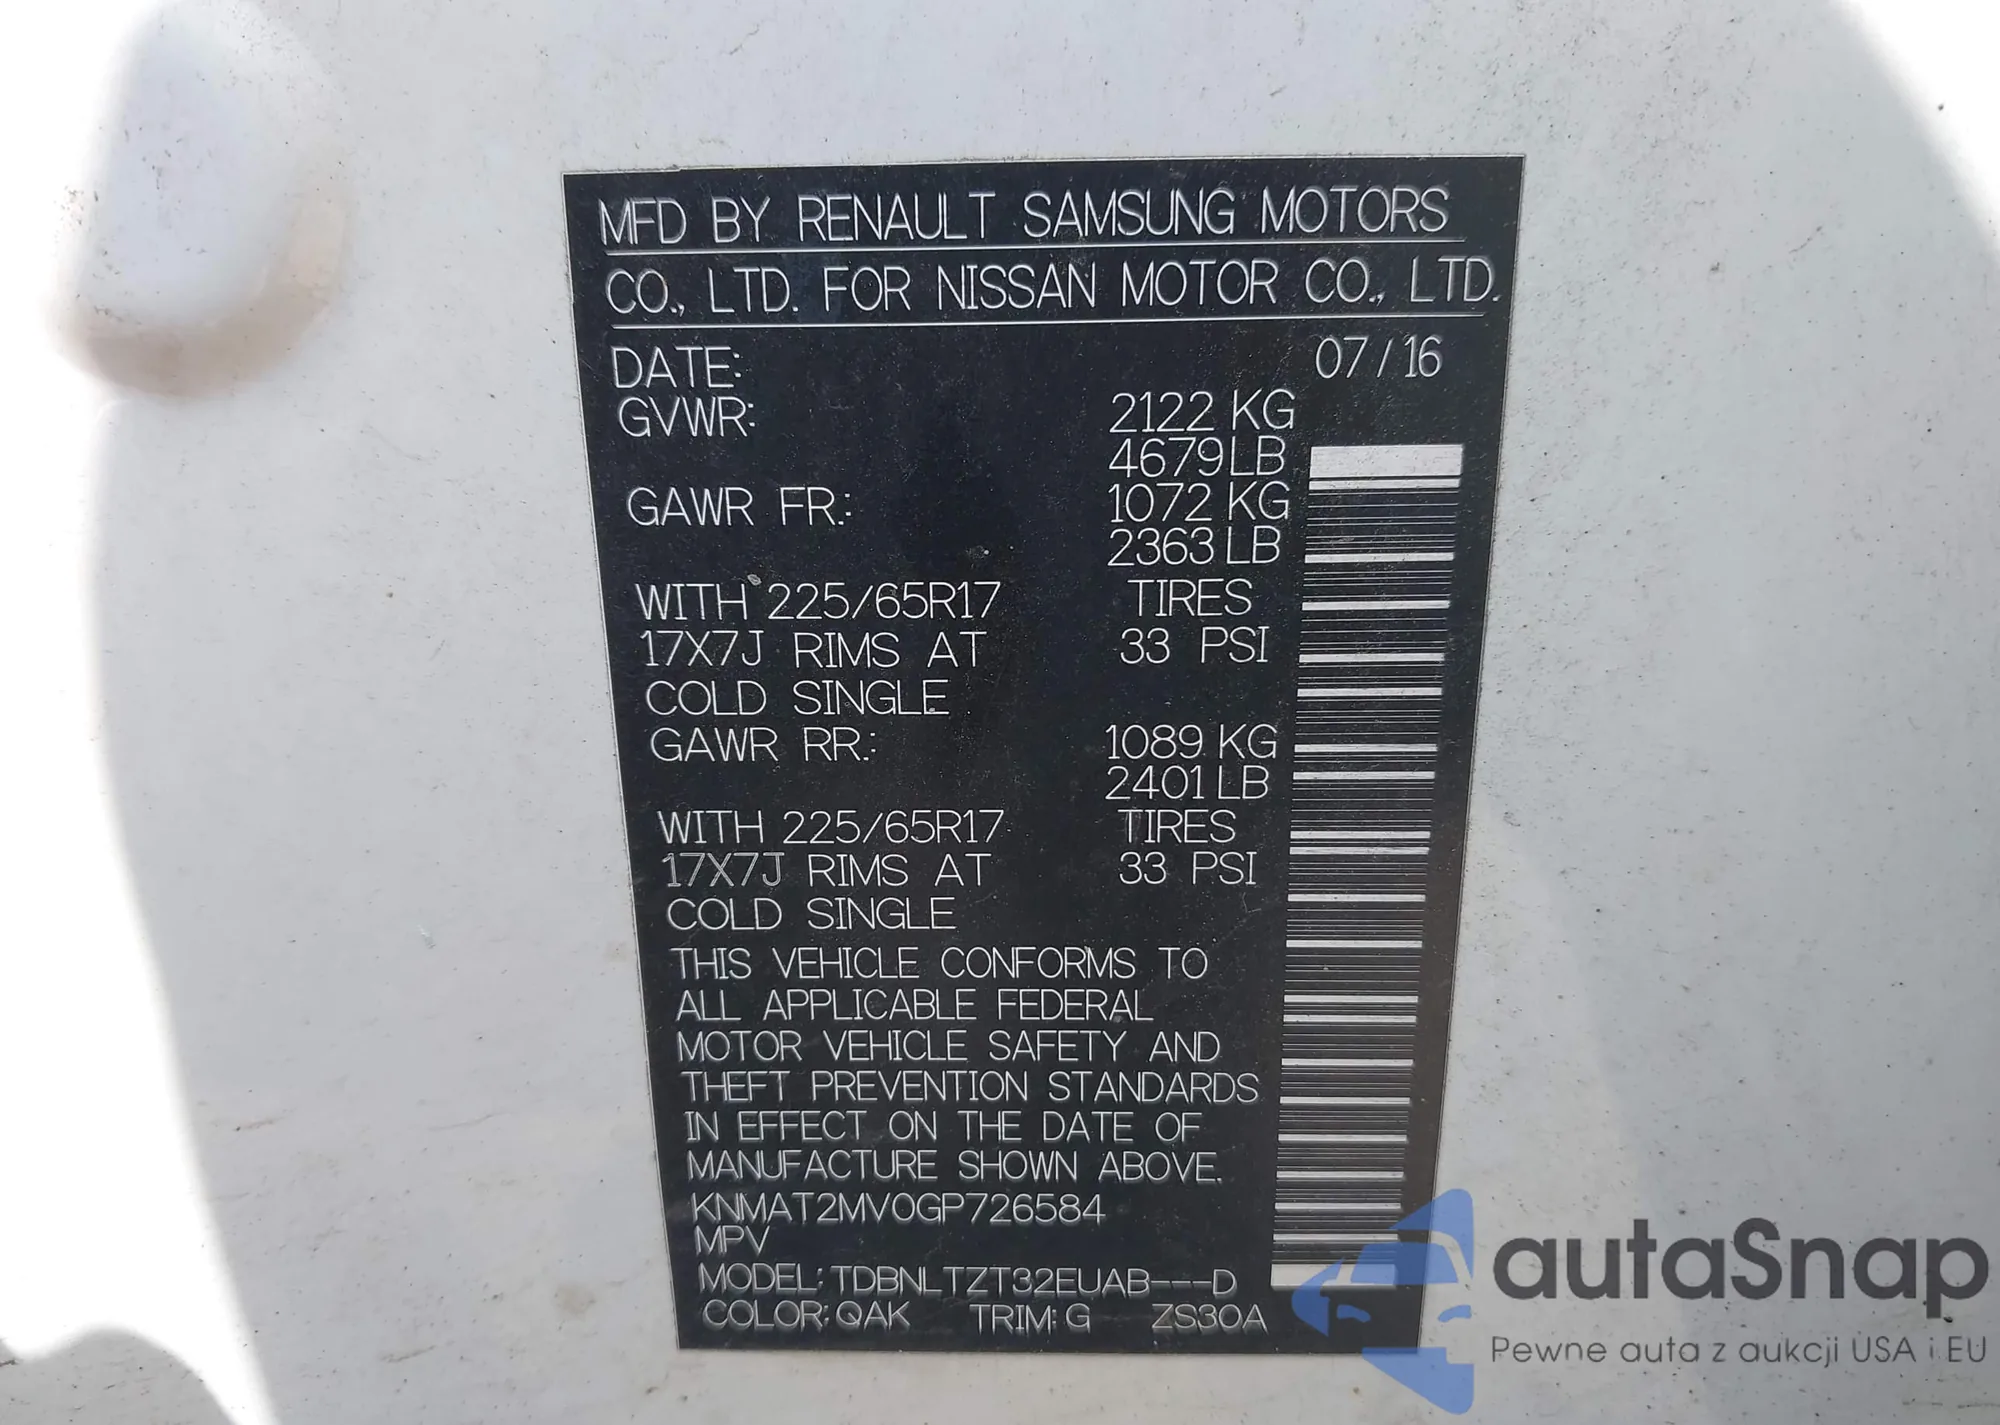 MFD BY RENAULT SAMSUNG MOTORS
CO., LTD. FOR NISSAN MOTOR CO., LTD.
DATE: 07/16
GVWR: 2122 KG
4679 LB
GAWR FR.: 1072 KG
2363 LB
WITH 225/65R17 TIRES
17X7J RIMS AT 33 PSI
COLD SINGLE
GAWR RR.: 1089 KG
2401 LB
WITH 225/65R17 TIRES
17X7J RIMS AT 33 PSI
COLD SINGLE
THIS VEHICLE CONFORMS TO
ALL APPLICABLE FEDERAL
MOTOR VEHICLE SAFETY AND
THEFT PREVENTION STANDARDS
IN EFFECT ON THE DATE OF
MANUFACTURE SHOWN ABOVE.
KNMAT2MV0GP726584
MPV
MODEL: TDBNLTZT32EUAB---D
COLOR: QAK TRIM: G ZS30A
autaSnap
Pewne auta z aukcji USA i EU